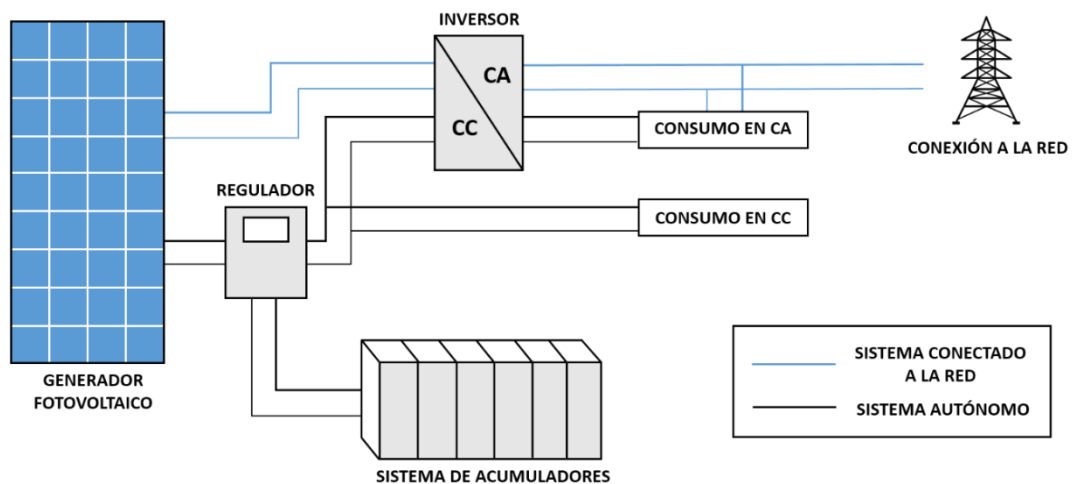 INVERSOR
CA
CC
CONSUMO EN CA
CONEXIÓN A LA RED
REGULADOR
CONSUMO EN CC
GENERADOR
FOTOVOLTAICO
SISTEMA CONECTADO
A LA RED
SISTEMA AUTÓNOMO
SISTEMA DE ACUMULADORES